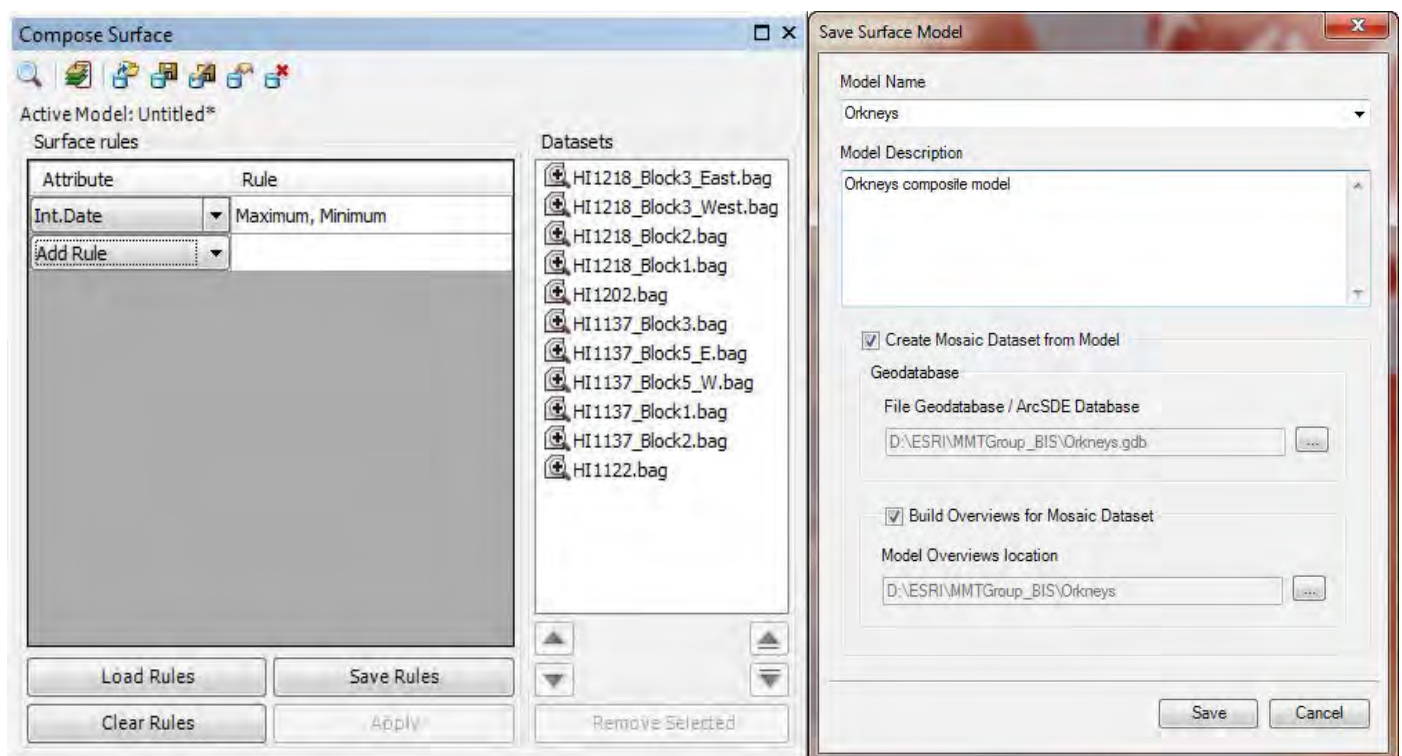 Compose Surface
Active Model: Untitled*
Surface rules
Attribute Rule
Int.Date Maximum, Minimum
Add Rule
Load Rules Save Rules
Clear Rules Apply
Datasets
HI1218_Block3_East.bag
HI1218_Block3_West.bag
HI1218_Block2.bag
HI1218_Block1.bag
HI1202.bag
HI1137_Block3.bag
HI1137_Block5_E.bag
HI1137_Block5_W.bag
HI1137_Block1.bag
HI1137_Block2.bag
HI1122.bag
Remove Selected
Save Surface Model
Model Name
Orkneys
Model Description
Orkneys composite model
Create Mosaic Dataset from Model
Geodatabase
File Geodatabase / ArcSDE Database
D:\ESRI\MMTGroup_BIS\Orkneys.gdb
...
Build Overviews for Mosaic Dataset
Model Overviews location
D:\ESRI\MMTGroup_BIS\Orkneys
...
Save Cancel